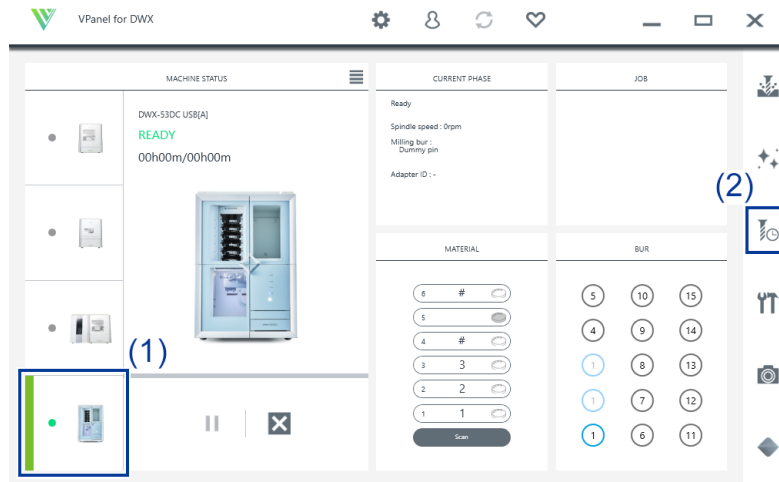 VPanel for DWX
MACHINE STATUS
DWX-53DC USB[A]
READY
00h00m/00h00m
(1)
CURRENT PHASE
Ready
Spindle speed : 0rpm
Milling bur :
Dummy pin
Adapter ID : -
JOB
(2)
MATERIAL
6 #
5
4 #
3 3
2 2
1 1
Scan
BUR
5 10 15
4 9 14
1 8 13
1 7 12
1 6 11